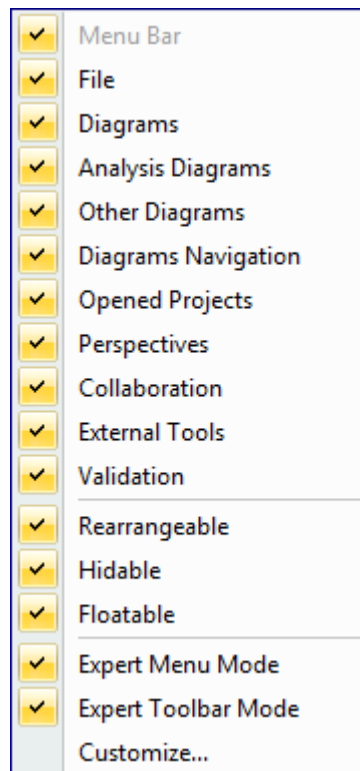 Menu Bar
File
Diagrams
Analysis Diagrams
Other Diagrams
Diagrams Navigation
Opened Projects
Perspectives
Collaboration
External Tools
Validation
Rearrangeable
Hidable
Floatable
Expert Menu Mode
Expert Toolbar Mode
Customize...